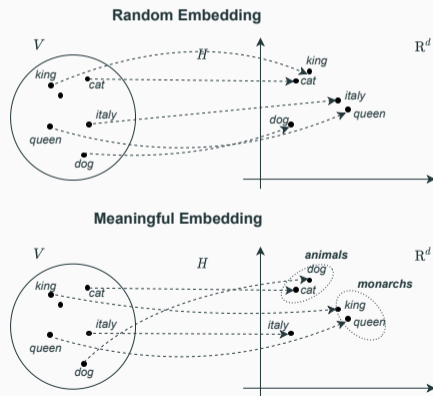 Random Embedding
V
H
R^d
king
cat
italy
queen
dog
king
cat
italy
queen
dog
Meaningful Embedding
V
H
R^d
animals
monarchs
king
cat
italy
queen
dog
dog
cat
king
queen
italy